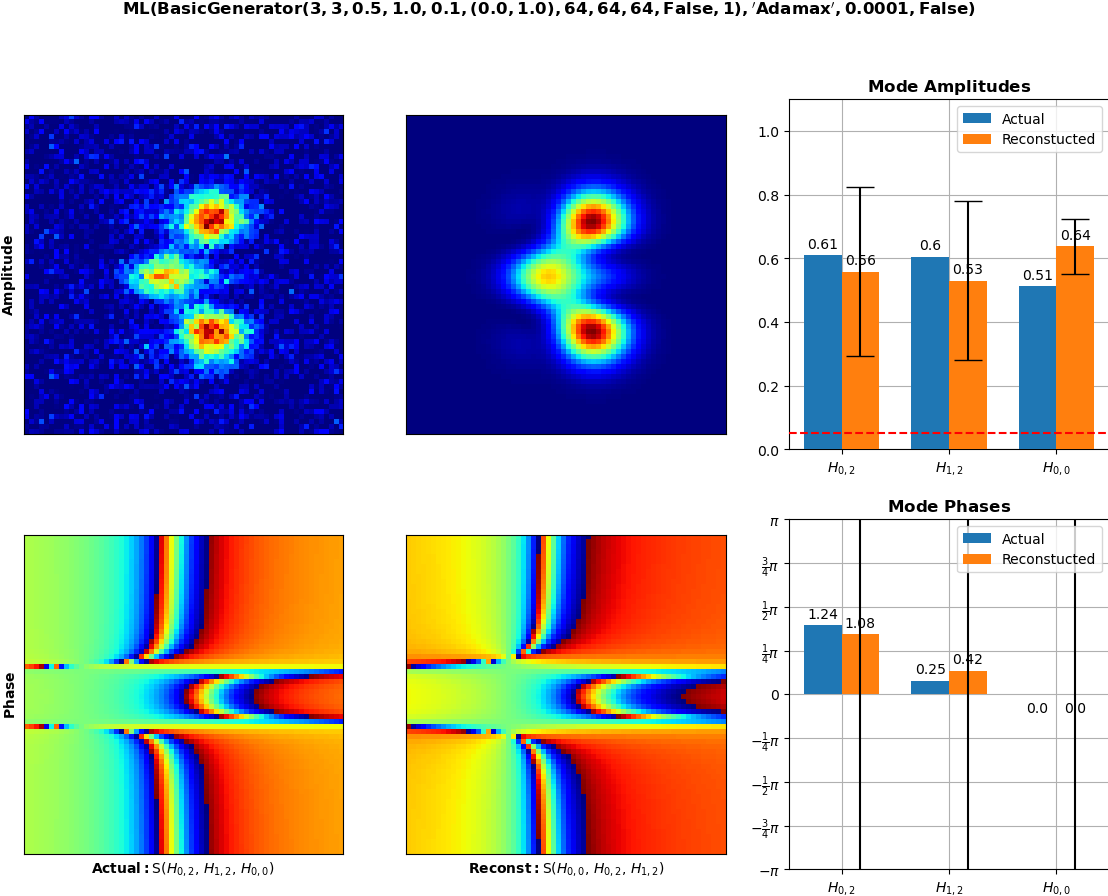 ML(BasicGenerator(3, 3, 0.5, 1.0, 0.1, (0.0, 1.0), 64, 64, 64, False, 1), ′Adamax′, 0.0001, False)
Amplitude
Mode Amplitudes
Actual
Reconstucted
1.0
0.8
0.6
0.4
0.2
0.0
0.61
0.56
0.6
0.53
0.51
0.64
H0,2
H1,2
H0,0
Phase
Actual: S(H0,2, H1,2, H0,0)
Reconst: S(H0,0, H0,2, H1,2)
Mode Phases
Actual
Reconstucted
π
3/4π
1/2π
1/4π
0
−1/4π
−1/2π
−3/4π
−π
1.24
1.08
0.25
0.42
0.0
0.0
H0,2
H1,2
H0,0